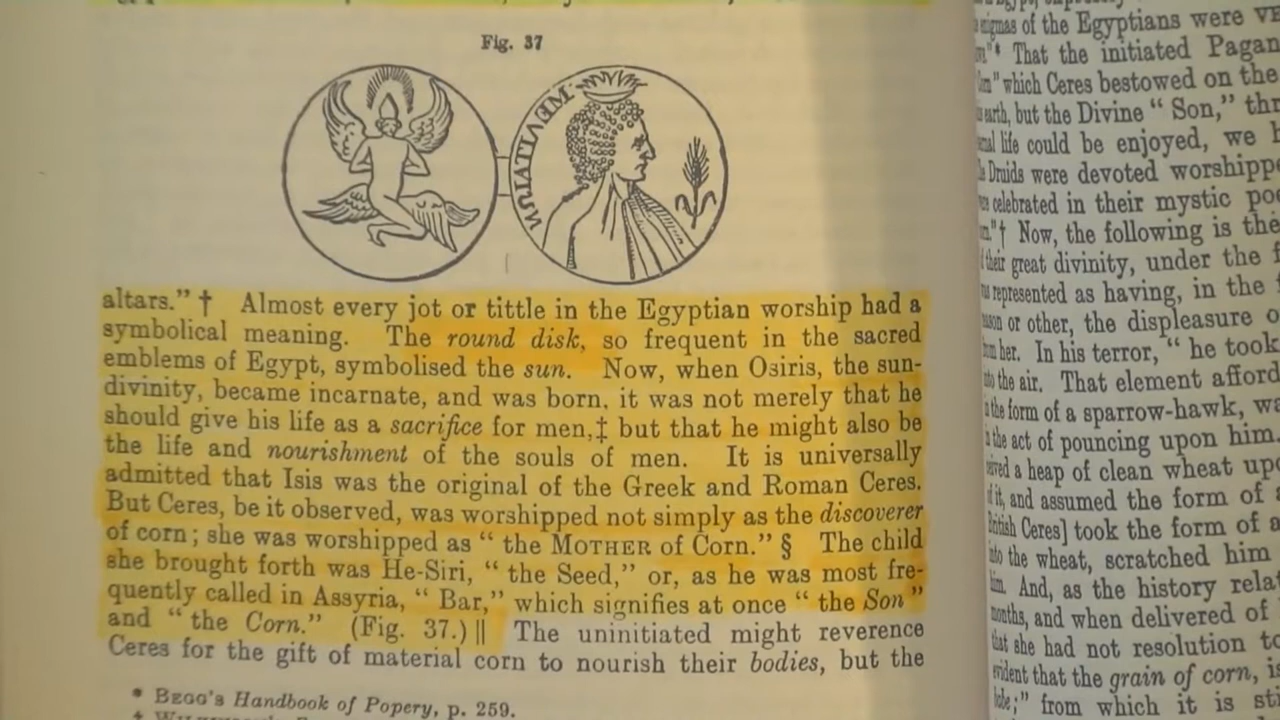 Fig. 37
altars." † Almost every jot or tittle in the Egyptian worship had a
symbolical meaning. The round disk, so frequent in the sacred
emblems of Egypt, symbolised the sun. Now, when Osiris, the sun-
divinity, became incarnate, and was born, it was not merely that he
should give his life as a sacrifice for men,‡ but that he might also be
the life and nourishment of the souls of men. It is universally
admitted that Isis was the original of the Greek and Roman Ceres.
But Ceres, be it observed, was worshipped not simply as the discoverer
of corn; she was worshipped as "the MOTHER of Corn." § The child
she brought forth was He-Siri, "the Seed," or, as he was most fre-
quently called in Assyria, "Bar," which signifies at once "the Son"
and "the Corn." (Fig. 37.) || The uninitiated might reverence
Ceres for the gift of material corn to nourish their bodies, but the
* BEGG'S Handbook of Popery, p. 259.
of the Egyptians were
* That the initiated Pagan
" which Ceres bestowed on the
earth, but the Divine "Son,"
life could be enjoyed, we
Druids were devoted
celebrated in their mystic
† Now, the following is the
their great divinity, under the
represented as having, in the
or other, the displeasure
her. In his terror, "he took
the air. That element
the form of a sparrow-hawk,
the act of pouncing upon him.
a heap of clean wheat
it, and assumed the form of
Ceres] took the form of a
the wheat, scratched him
And, as the history
and when delivered of
that she had not resolution to
evident that the grain of corn,
" from which it is